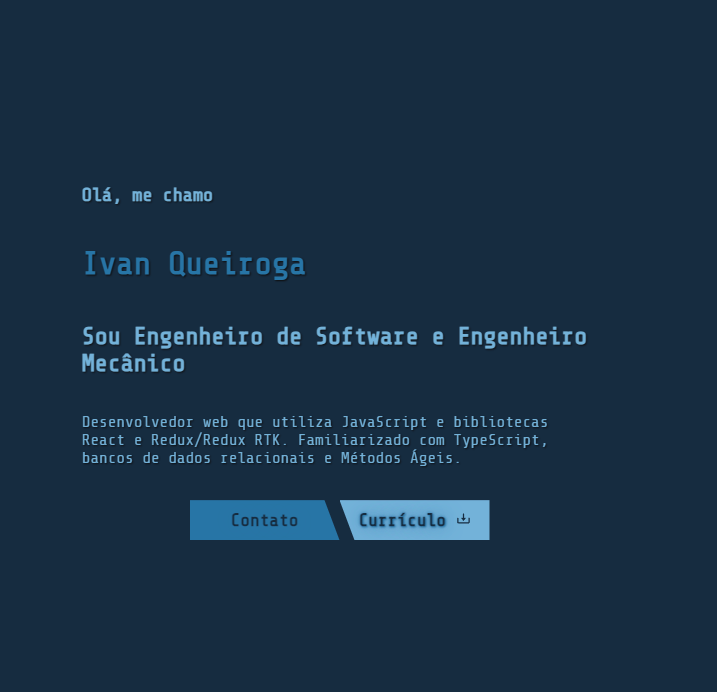 Olá, me chamo
Ivan Queiroga
Sou Engenheiro de Software e Engenheiro
Mecânico
Desenvolvedor web que utiliza JavaScript e bibliotecas
React e Redux/Redux RTK. Familiarizado com TypeScript,
bancos de dados relacionais e Métodos Ágeis.
Contato
Currículo